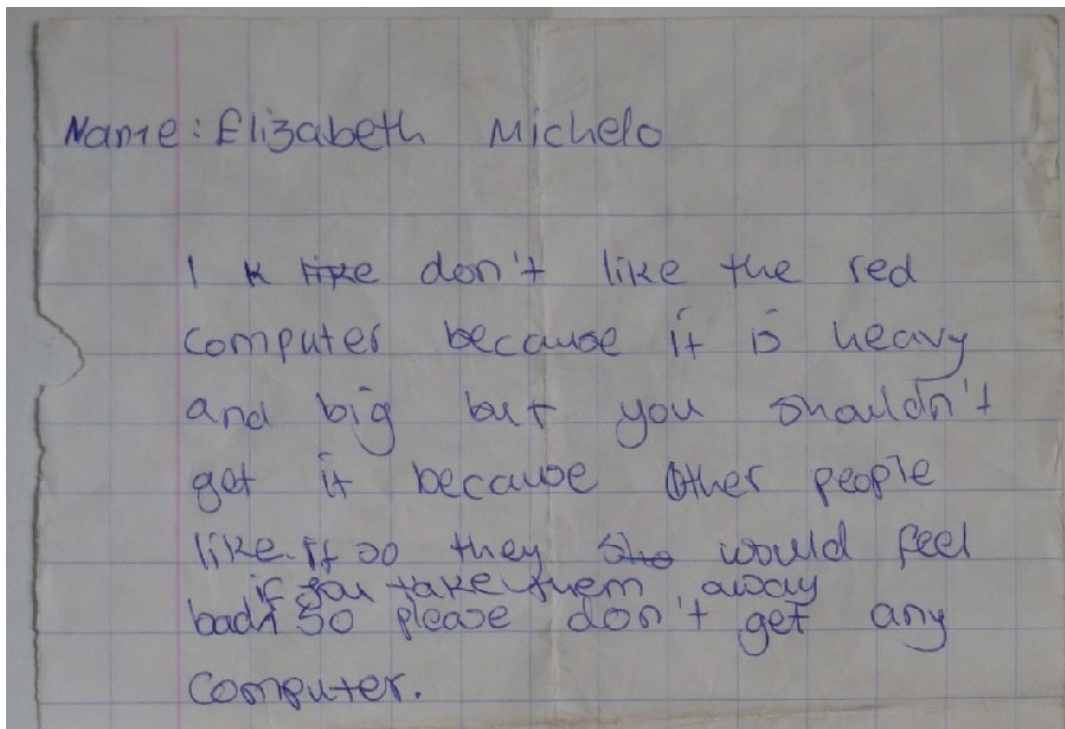 Name: Elizabeth Michelo
I k like don't like the red
computer because it is heavy
and big but you shouldn't
get it because other people
like it so they sho would feel
if you take them away
bad so please don't get any
computer.